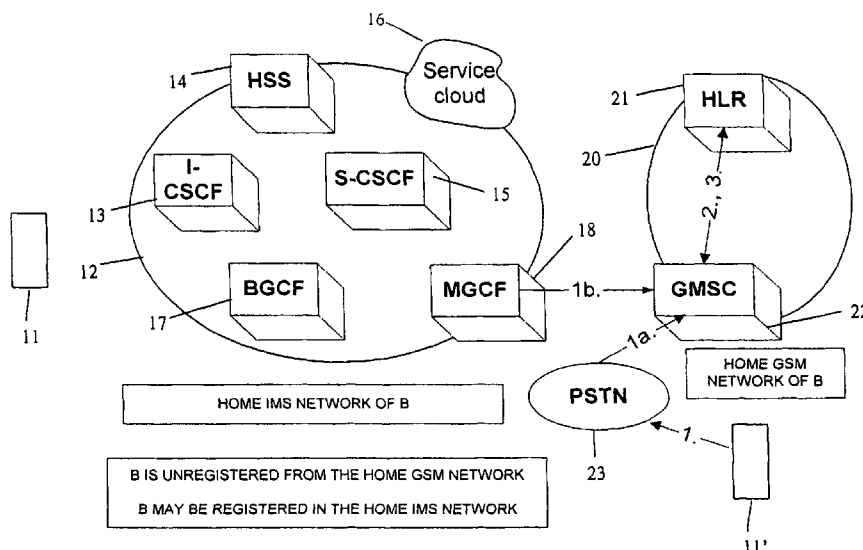 16
14
HSS
Service
cloud
21
HLR
20
I-
CSCF
S-CSCF
15
13
2., 3.
12
18
11
17
BGCF
MGCF
1b.
GMSC
22
1a.
HOME GSM
NETWORK OF B
HOME IMS NETWORK OF B
PSTN
1.
23
B IS UNREGISTERED FROM THE HOME GSM NETWORK
B MAY BE REGISTERED IN THE HOME IMS NETWORK
11'